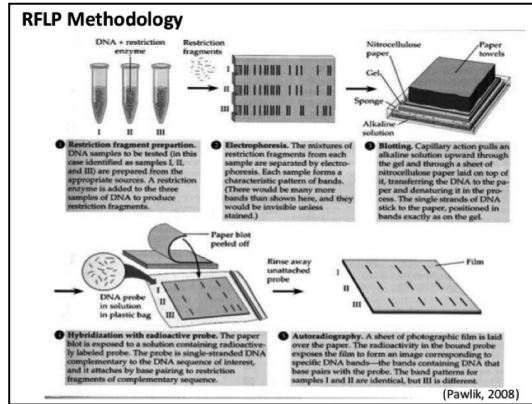 RFLP Methodology
DNA + restriction
enzyme
I
II
III
Restriction
fragments
I
II
III
Nitrocellulose
paper
Paper
towels
Gel
Sponge
Alkaline
solution
1 Restriction fragment prepartion.
DNA samples to be tested (in this
case identified as samples I, II,
and III) are prepared from the
appropriate sources. A restriction
enzyme is added to the three
samples of DNA to produce
restriction fragments.
2 Electrophoresis. The mixtures of
restriction fragments from each
sample are separated by electro-
phoresis. Each sample forms a
characteristic pattern of bands.
(There would be many more
bands than shown here, and they
would be invisible unless
stained.)
3 Blotting. Capillary action pulls an
alkaline solution upward through
the gel and through a sheet of
nitrocellulose paper laid on top of
it, transferring the DNA to the pa-
per and denaturing it in the pro-
cess. The single strands of DNA
stick to the paper, positioned in
bands exactly as on the gel.
Paper blot
peeled off
DNA probe
in solution
in plastic bag
I
II
III
Rinse away
unattached
probe
Film
I
II
III
4 Hybridization with radioactive probe. The paper
blot is exposed to a solution containing radioactive-
ly labeled probe. The probe is single-stranded DNA
complementary to the DNA sequence of interest,
and it attaches by base pairing to restriction
fragments of complementary sequence.
5 Autoradiography. A sheet of photographic film is laid
over the paper. The radioactivity in the bound probe
exposes the film to form an image corresponding to
specific DNA bands—the bands containing DNA that
base pairs with the probe. The band patterns for
samples I and II are identical, but III is different.
(Pawlik, 2008)